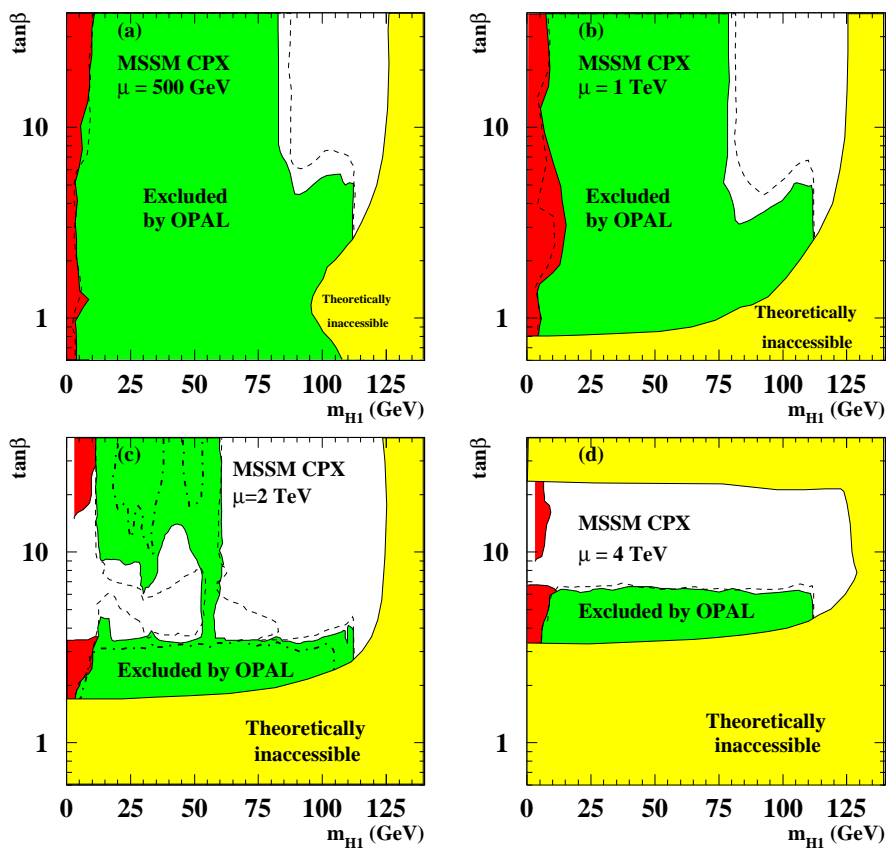 tanβ
(a)
MSSM CPX
μ = 500 GeV
10
Excluded
by OPAL
1
Theoretically
inaccessible
0 25 50 75 100 125
m_H1 (GeV)
tanβ
(b)
MSSM CPX
μ = 1 TeV
10
Excluded
by OPAL
1
Theoretically
inaccessible
0 25 50 75 100 125
m_H1 (GeV)
tanβ
(c)
MSSM CPX
μ=2 TeV
10
Excluded by OPAL
Theoretically
inaccessible
1
0 25 50 75 100 125
m_H1 (GeV)
tanβ
(d)
MSSM CPX
μ = 4 TeV
10
Excluded by OPAL
Theoretically
inaccessible
1
0 25 50 75 100 125
m_H1 (GeV)